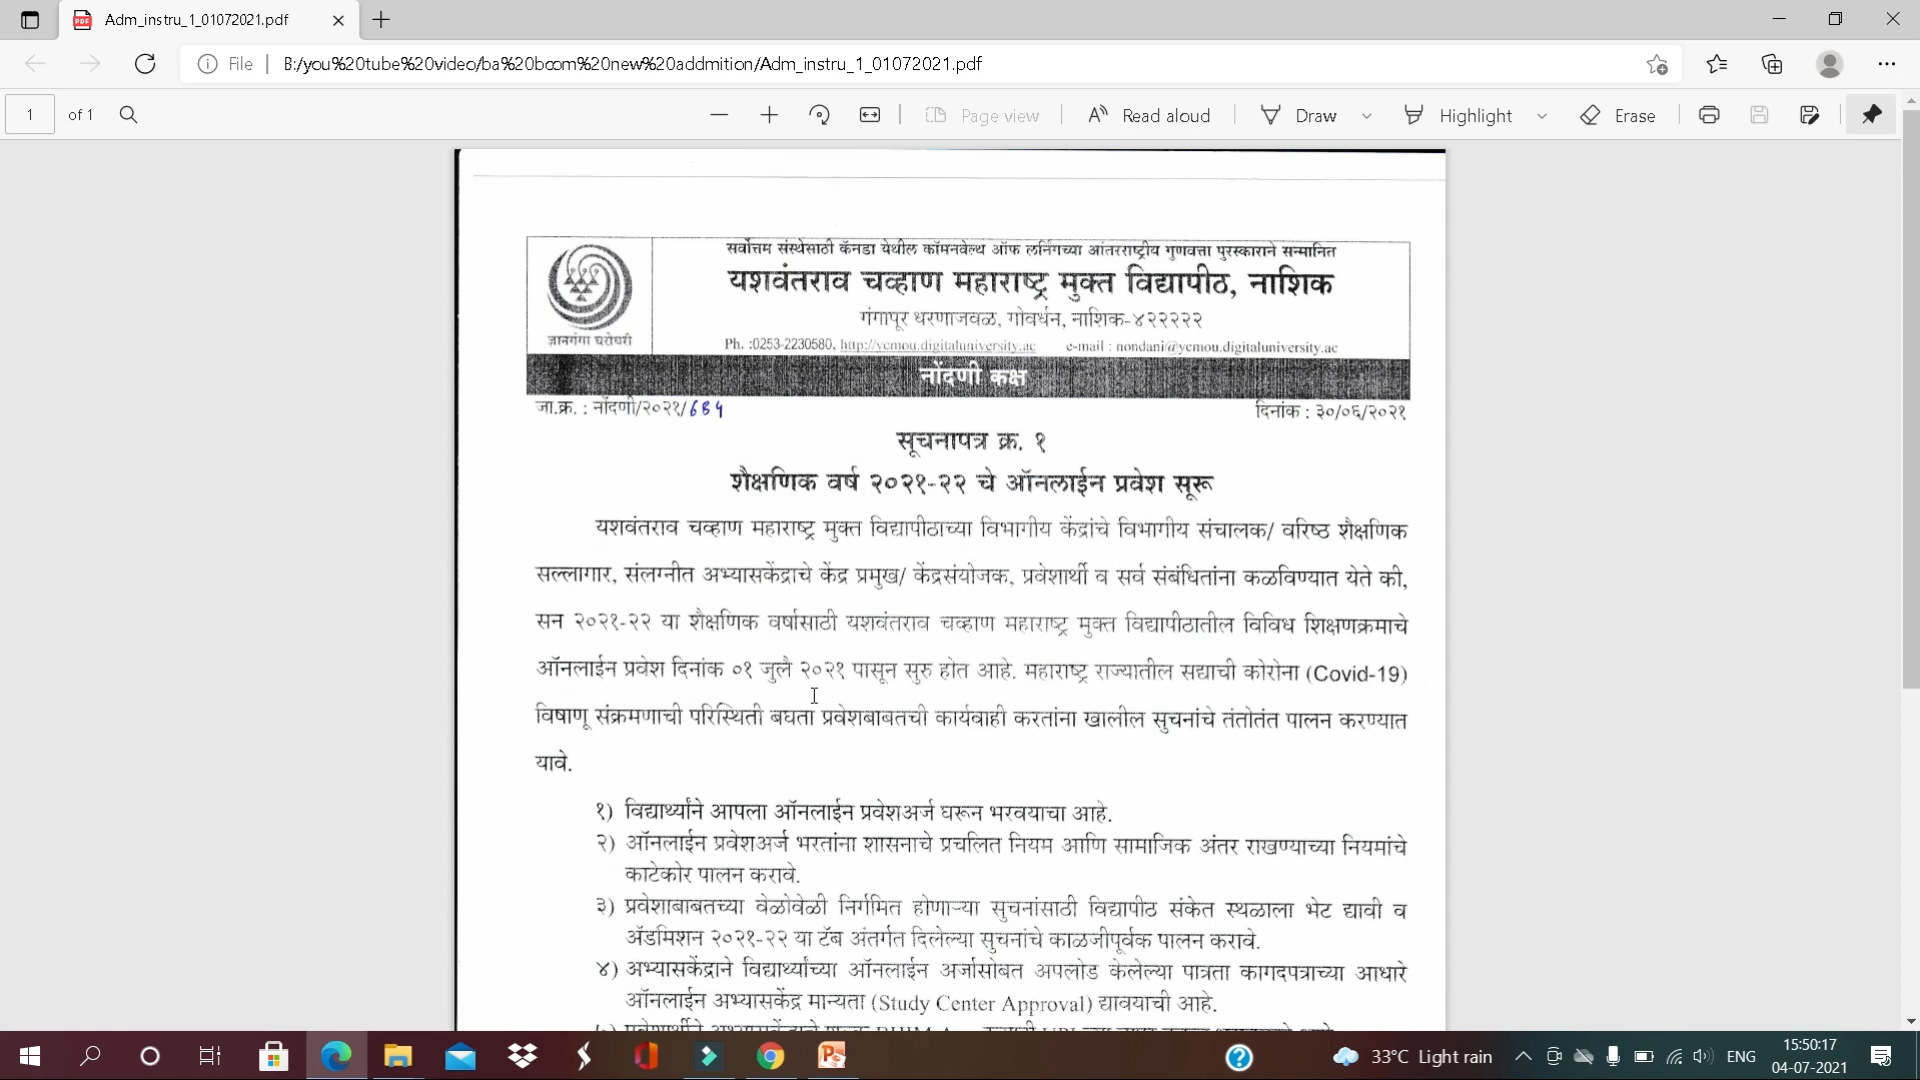 Adm_instru_1_01072021.pdf
File
B:/you%20tube%20video/ba%20bcom%20new%20addmition/Adm_instru_1_01072021.pdf
1 of 1
Page view
Read aloud
Draw
Highlight
Erase
सर्वोत्तम संस्थेसाठी कॅनडा येथील कॉमनवेल्थ ऑफ लर्निंगच्या आंतरराष्ट्रीय गुणवत्ता पुरस्काराने सन्मानित
यशवंतराव चव्हाण महाराष्ट्र मुक्त विद्यापीठ, नाशिक
गंगापूर धरणाजवळ, गोवर्धन, नाशिक-४२२२२२
ज्ञानगंगा घरोघरी
Ph. :0253-2230580, http://ycmou.digitaluniversity.ac e-mail : nondani@ycmou.digitaluniversity.ac
नोंदणी कक्ष
जा.क्र. : नोंदणी/२०२१/
दिनांक : ३०/०६/२०२१
सूचनापत्र क्र. १
शैक्षणिक वर्ष २०२१-२२ चे ऑनलाईन प्रवेश सूरू
यशवंतराव चव्हाण महाराष्ट्र मुक्त विद्यापीठाच्या विभागीय केंद्रांचे विभागीय संचालक/ वरिष्ठ शैक्षणिक
सल्लागार, संलग्नीत अभ्यासकेंद्राचे केंद्र प्रमुख/ केंद्रसंयोजक, प्रवेशार्थी व सर्व संबंधितांना कळविण्यात येते की,
सन २०२१-२२ या शैक्षणिक वर्षासाठी यशवंतराव चव्हाण महाराष्ट्र मुक्त विद्यापीठातील विविध शिक्षणक्रमाचे
ऑनलाईन प्रवेश दिनांक ०१ जुलै २०२१ पासून सुरु होत आहे. महाराष्ट्र राज्यातील सद्याची कोरोना (Covid-19)
विषाणू संक्रमणाची परिस्थिती बघता प्रवेशबाबतची कार्यवाही करतांना खालील सुचनांचे तंतोतंत पालन करण्यात
यावे.
१) विद्यार्थ्याने आपला ऑनलाईन प्रवेशअर्ज घरून भरवयाचा आहे.
२) ऑनलाईन प्रवेशअर्ज भरतांना शासनाचे प्रचलित नियम आणि सामाजिक अंतर राखण्याच्या नियमांचे
काटेकोर पालन करावे.
३) प्रवेशाबाबतच्या वेळोवेळी निर्गमित होणाऱ्या सुचनांसाठी विद्यापीठ संकेत स्थळाला भेट द्यावी व
ॲडमिशन २०२१-२२ या टॅब अंतर्गत दिलेल्या सुचनांचे काळजीपूर्वक पालन करावे.
४) अभ्यासकेंद्राने विद्यार्थ्यांच्या ऑनलाईन अर्जासोबत अपलोड केलेल्या पात्रता कागदपत्राच्या आधारे
ऑनलाईन अभ्यासकेंद्र मान्यता (Study Center Approval) द्यावयाची आहे.
33°C Light rain
ENG
15:50:17
04-07-2021